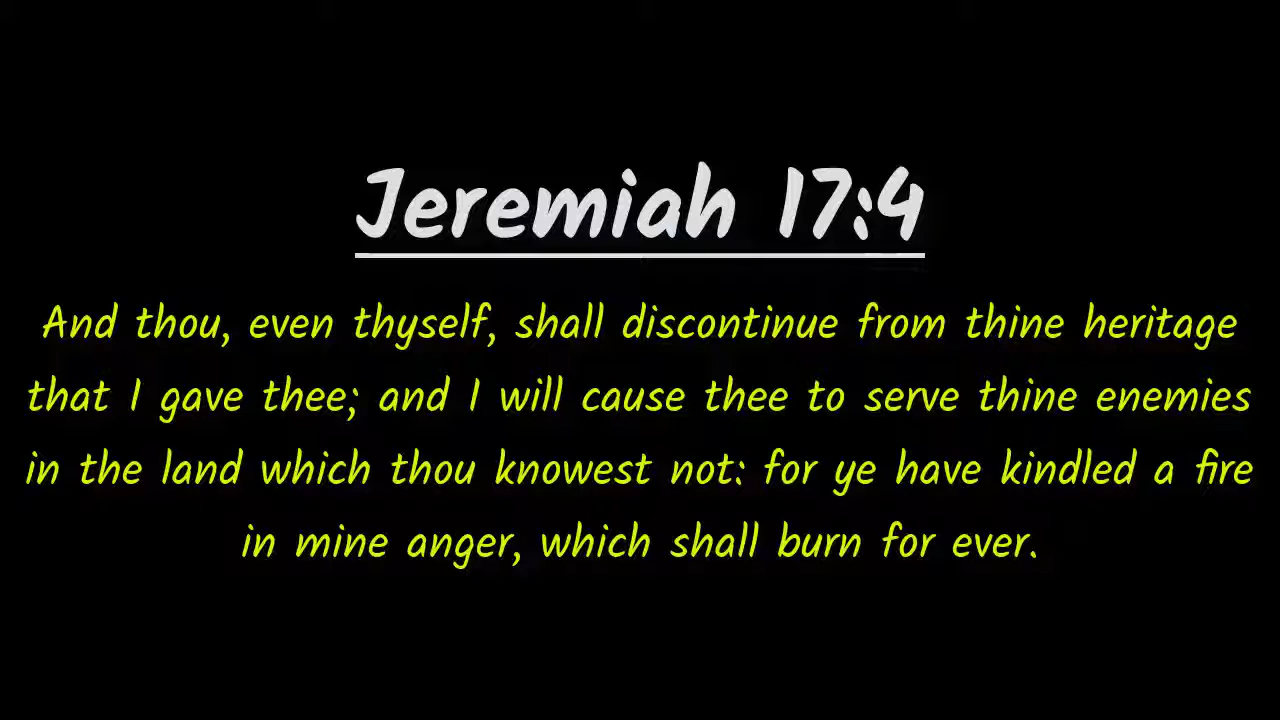 Jeremiah 17:4
And thou, even thyself, shall discontinue from thine heritage
that I gave thee; and I will cause thee to serve thine enemies
in the land which thou knowest not: for ye have kindled a fire
in mine anger, which shall burn for ever.